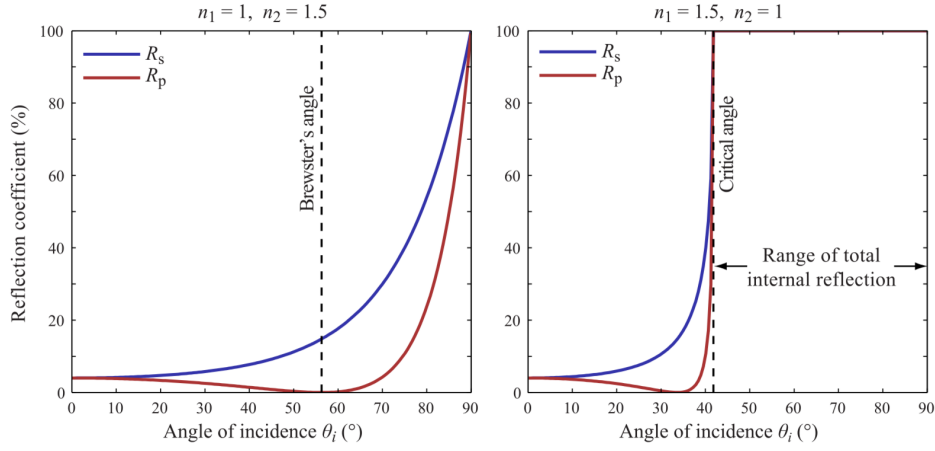 n₁ = 1, n₂ = 1.5
Reflection coefficient (%)
100
80
60
40
20
0
Rₛ
Rₚ
Brewster's angle
0 10 20 30 40 50 60 70 80 90
Angle of incidence θᵢ (°)
n₁ = 1.5, n₂ = 1
100
80
60
40
20
0
Rₛ
Rₚ
Critical angle
Range of total
internal reflection
0 10 20 30 40 50 60 70 80 90
Angle of incidence θᵢ (°)